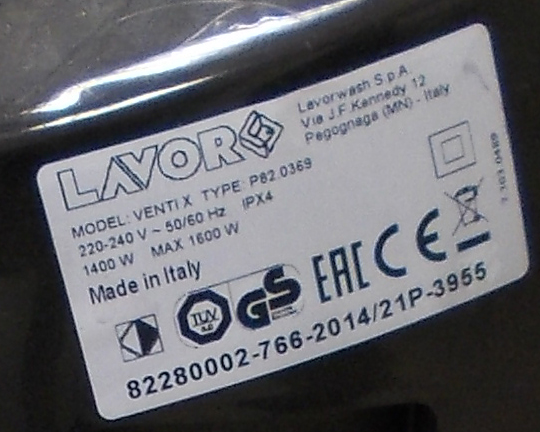 LAVOR
Lavorwash S.p.A.
Via J.F. Kennedy 12
Pegognaga (MN) - Italy
MODEL: VENTI X TYPE: P82.0369
220-240 V ~ 50/60 Hz IPX4
1400 W MAX 1600 W
Made in Italy
TÜV
GS
EAC CE
82280002-766-2014/21P-3955